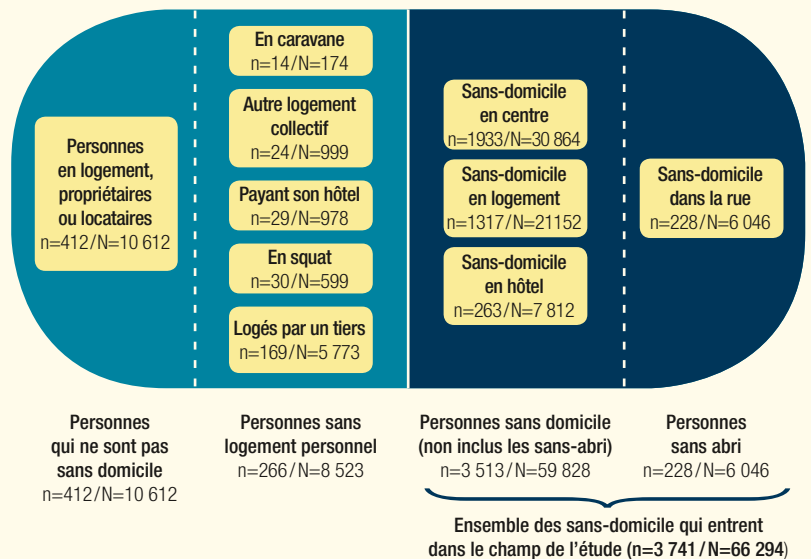 Personnes
en logement,
propriétaires
ou locataires
n=412/N=10 612
En caravane
n=14/N=174
Autre logement
collectif
n=24/N=999
Payant son hôtel
n=29/N=978
En squat
n=30/N=599
Logés par un tiers
n=169/N=5 773
Sans-domicile
en centre
n=1933/N=30 864
Sans-domicile
en logement
n=1317/N=21152
Sans-domicile
en hôtel
n=263/N=7 812
Sans-domicile
dans la rue
n=228/N=6 046
Personnes
qui ne sont pas
sans domicile
n=412/N=10 612
Personnes sans
logement personnel
n=266/N=8 523
Personnes sans domicile
(non inclus les sans-abri)
n=3 513/N=59 828
Personnes
sans abri
n=228/N=6 046
Ensemble des sans-domicile qui entrent
dans le champ de l'étude (n=3 741/N=66 294)